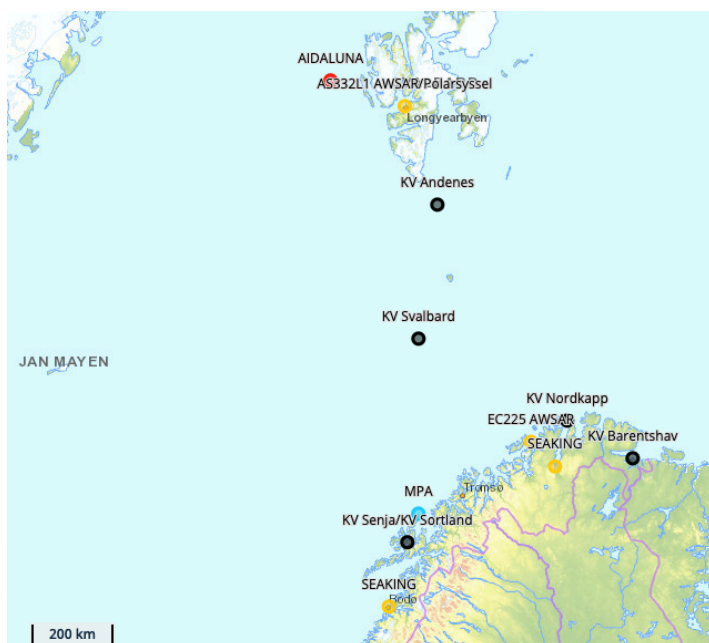 AIDALUNA
AS332L1 AWSAR/Polarsyssel
Longyearbyen
KV Andenes
KV Svalbard
JAN MAYEN
KV Nordkapp
EC225 AWSAR
KV Barentshav
SEAKING
Tromsø
MPA
KV Senja/KV Sortland
SEAKING
Bodø
200 km